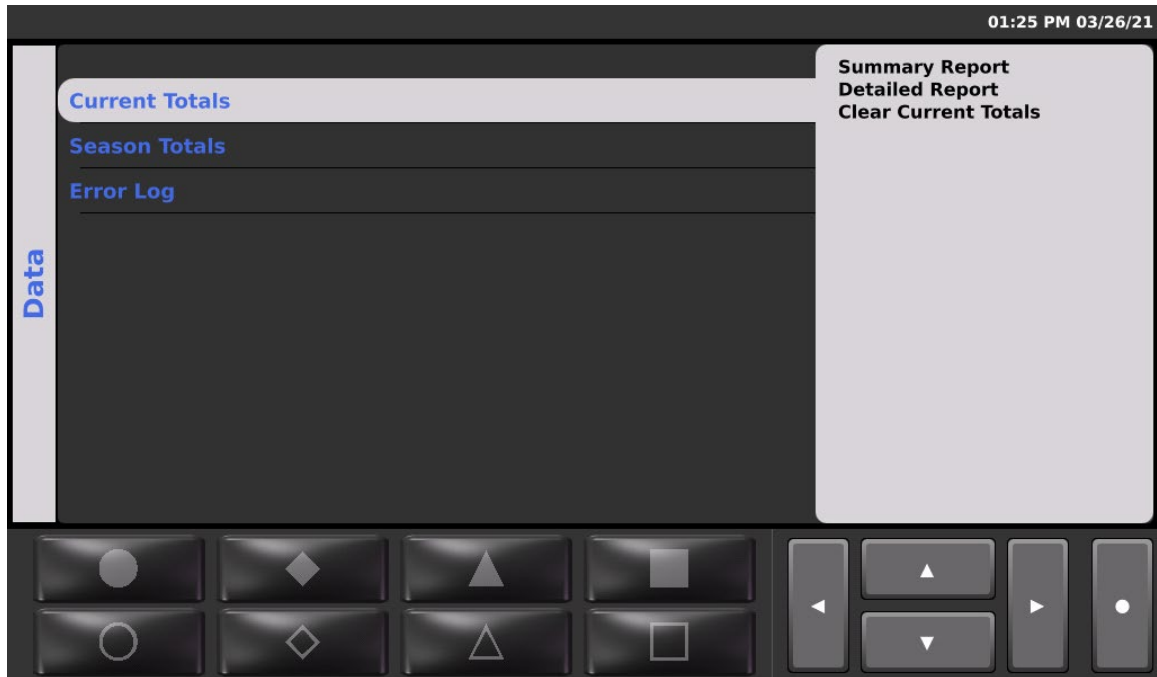 01:25 PM 03/26/21
Data
Current Totals
Season Totals
Error Log
Summary Report
Detailed Report
Clear Current Totals